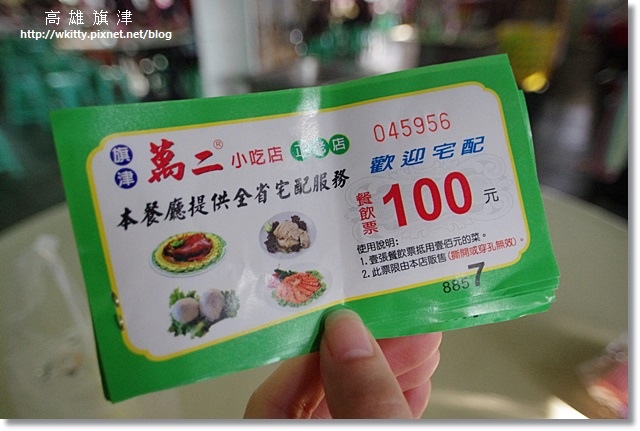 高雄旗津
http://wkitty.pixnet.net/blog
旗津 萬二® 小吃店 正老店
本餐廳提供全省宅配服務
045956
歡迎宅配
餐飲票 100 元
使用說明:
1. 壹張餐飲票抵用壹佰元的菜。
2. 此票限由本店販售(撕開或穿孔無效)。
8857